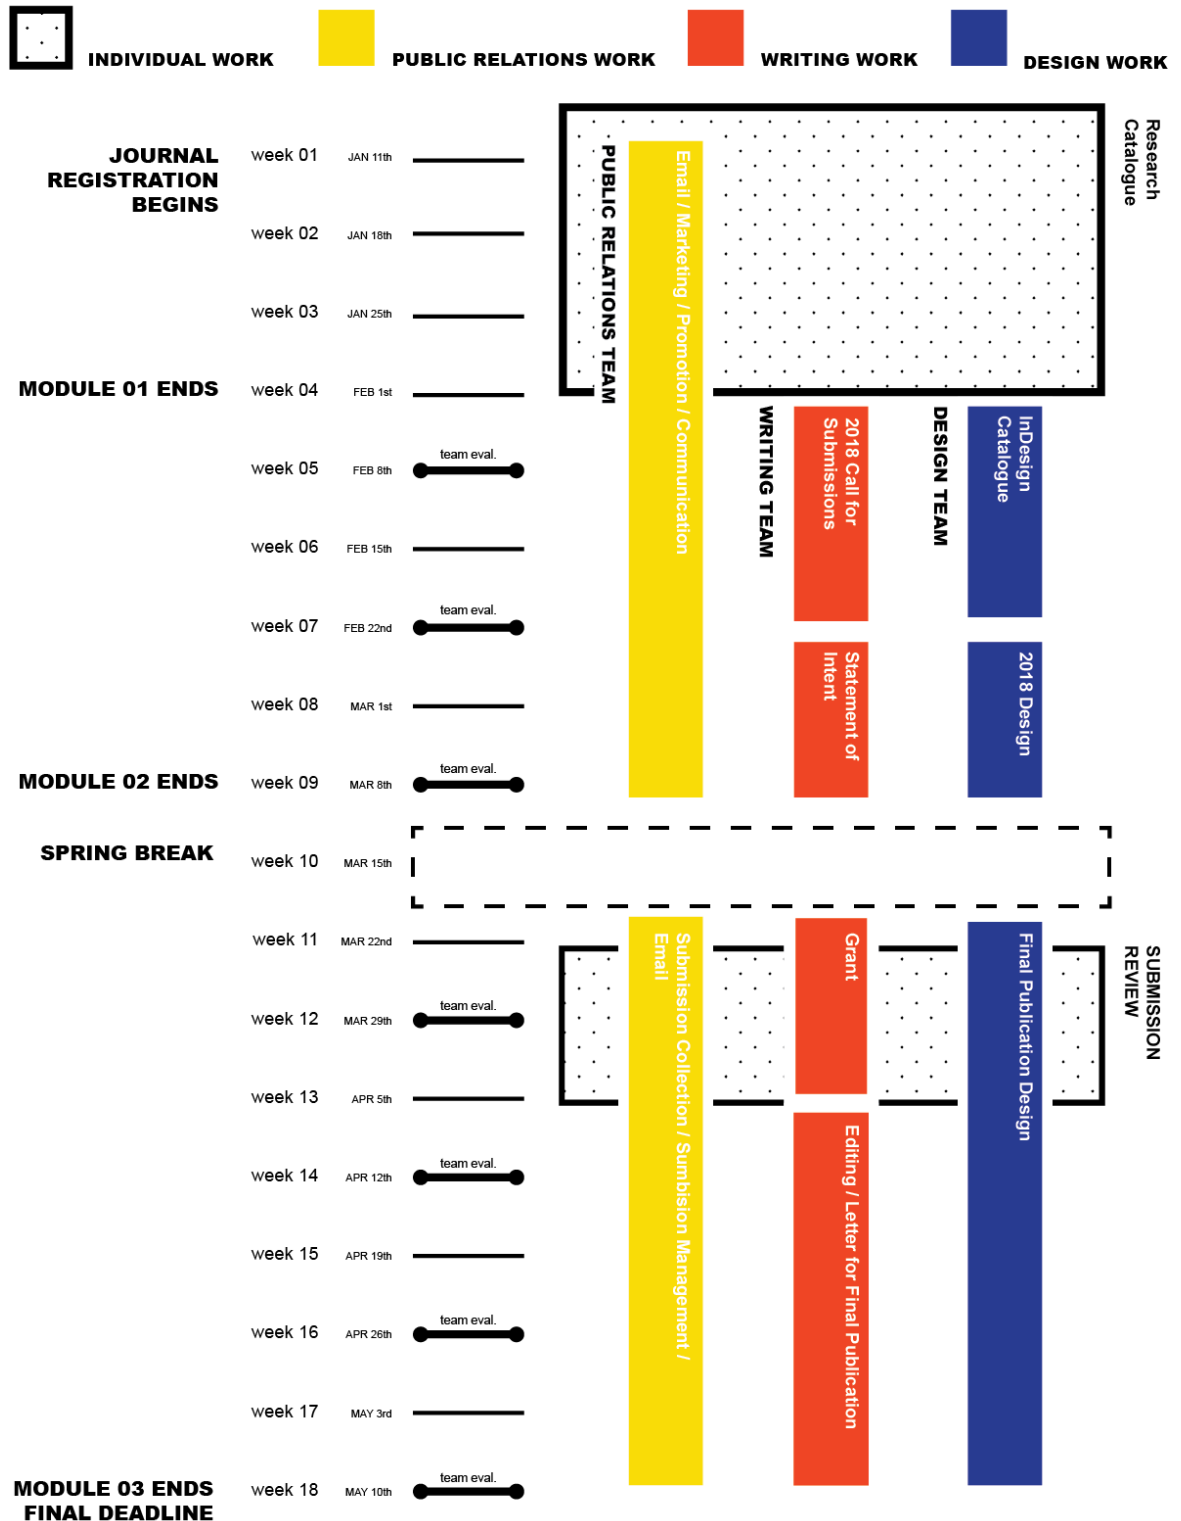 INDIVIDUAL WORK
PUBLIC RELATIONS WORK
WRITING WORK
DESIGN WORK
Research
Catalogue
JOURNAL
REGISTRATION
BEGINS
week 01 JAN 11th
week 02 JAN 18th
week 03 JAN 25th
MODULE 01 ENDS
week 04 FEB 1st
week 05 FEB 8th team eval.
week 06 FEB 15th
week 07 FEB 22nd team eval.
week 08 MAR 1st
MODULE 02 ENDS
week 09 MAR 8th team eval.
SPRING BREAK
week 10 MAR 15th
week 11 MAR 22nd
week 12 MAR 29th team eval.
week 13 APR 5th
week 14 APR 12th team eval.
week 15 APR 19th
week 16 APR 26th team eval.
week 17 MAY 3rd
MODULE 03 ENDS
FINAL DEADLINE
week 18 MAY 10th team eval.
PUBLIC RELATIONS TEAM
Email / Marketing / Promotion / Communication
WRITING TEAM
2018 Call for
Submissions
DESIGN TEAM
InDesign
Catalogue
Statement of
Intent
2018 Design
SUBMISSION
REVIEW
Submission Collection / Sumbision Management /
Email
Grant
Editing / Letter for Final Publication
Final Publication Design